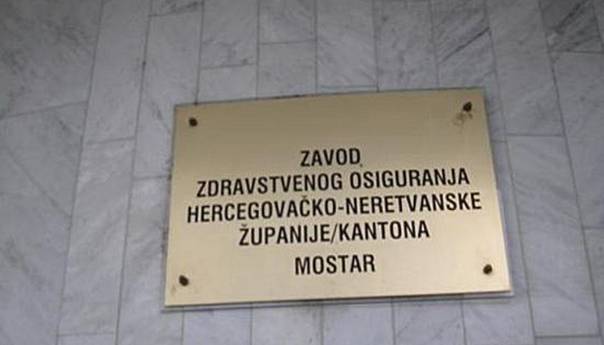 ZAVOD
ZDRAVSTVENOG OSIGURANJA
HERCEGOVAČKO-NERETVANSKE
ŽUPANIJE/KANTONA
MOSTAR